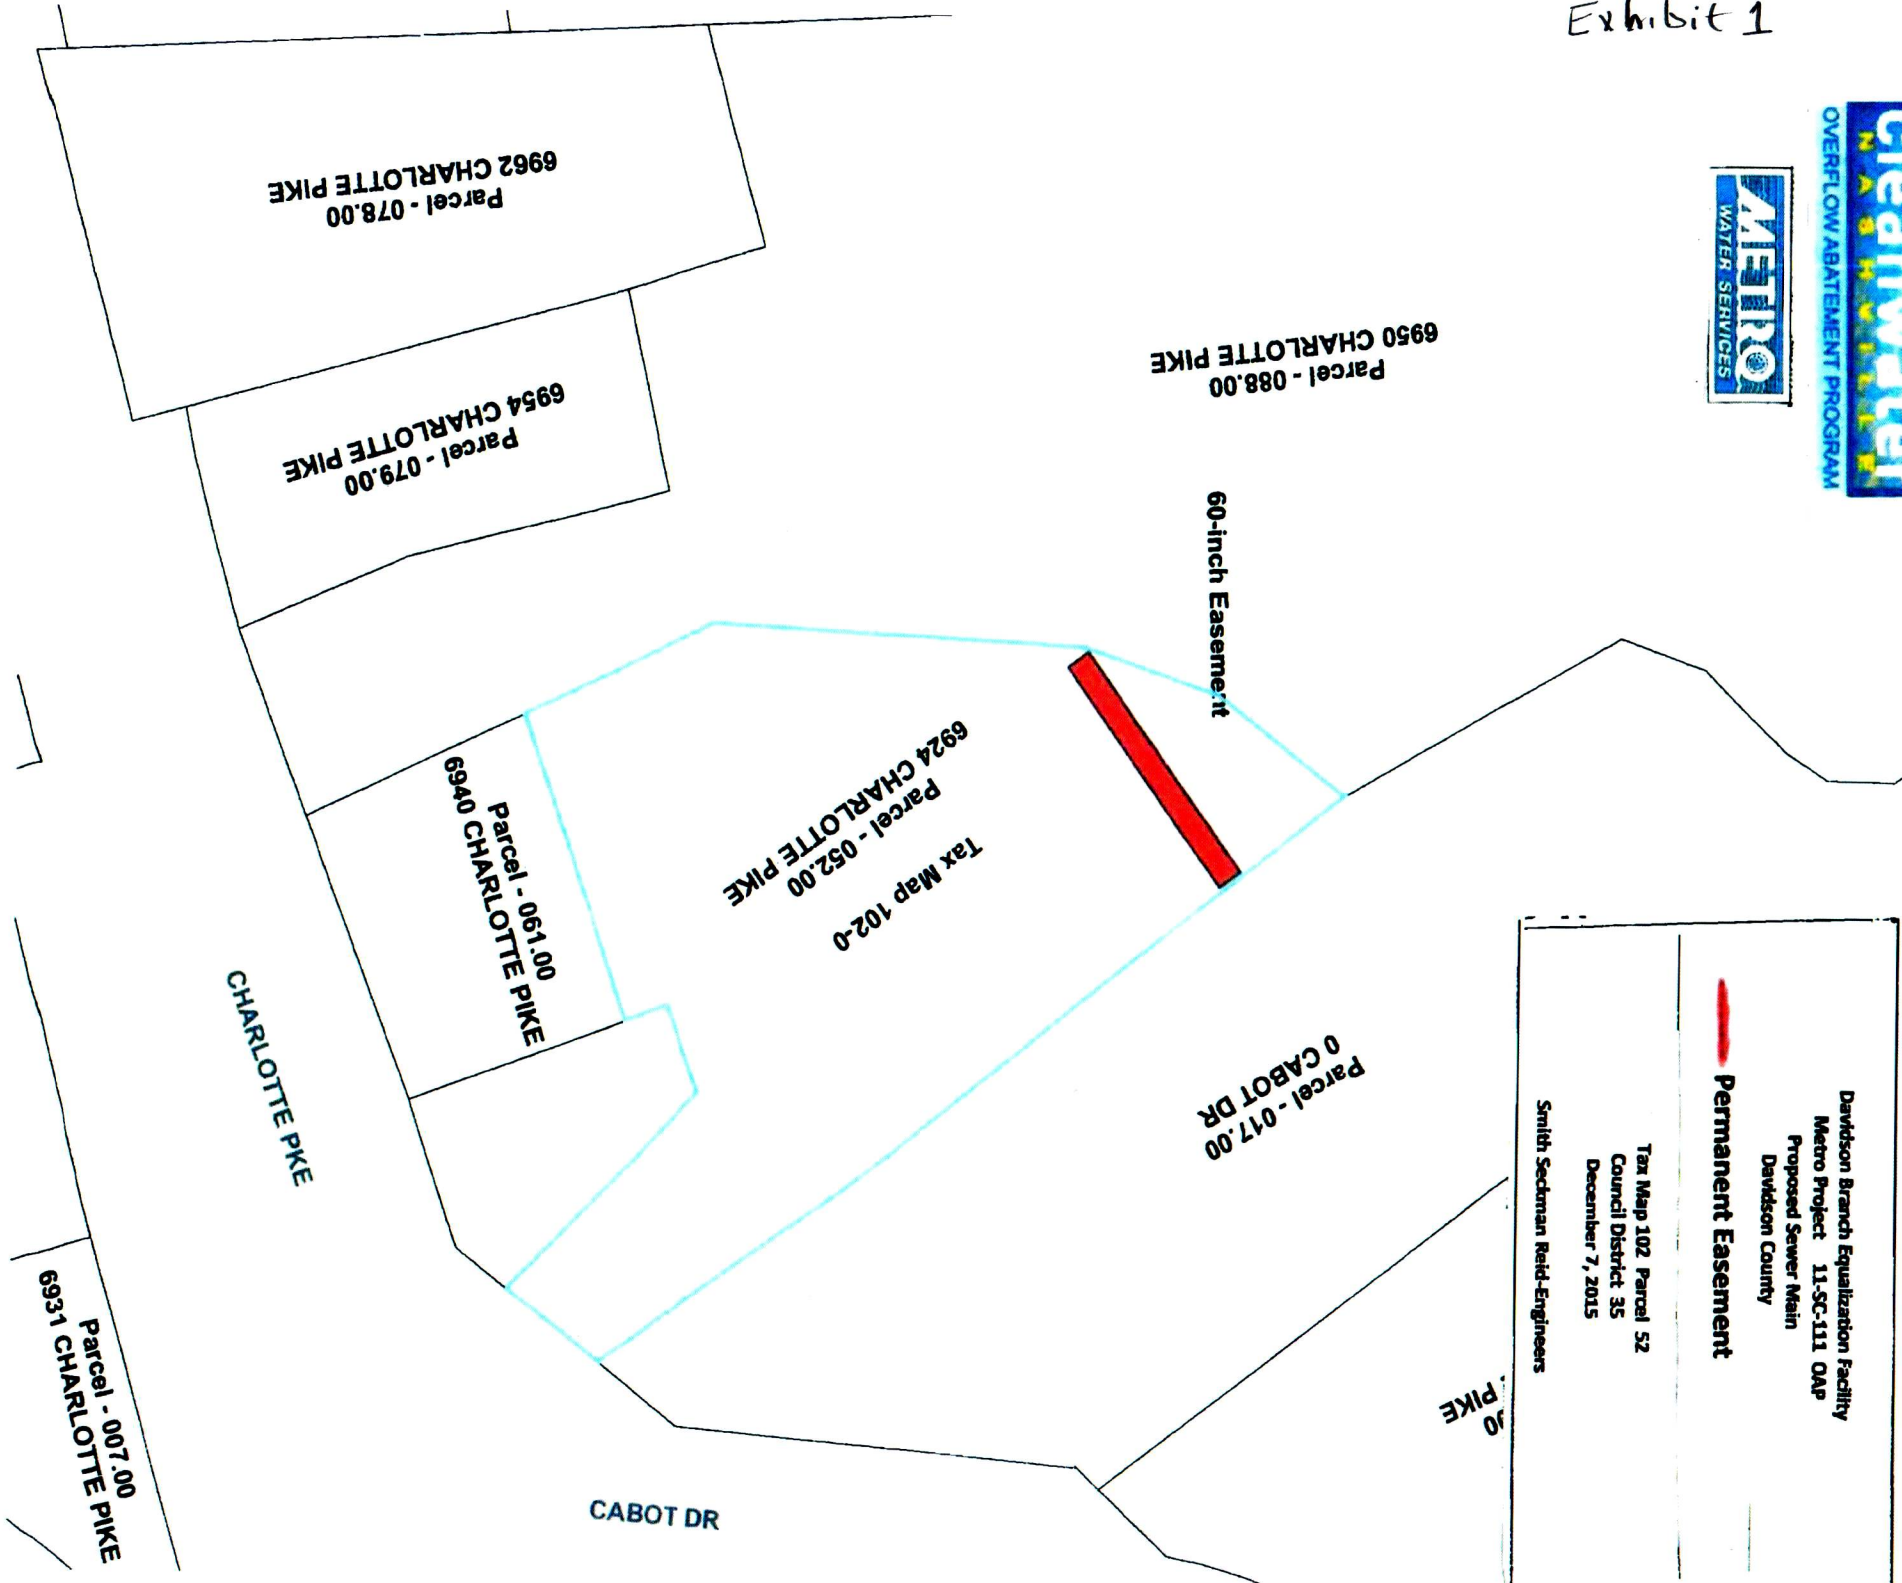 Exhibit 1
cleanwater
NASHVILLE
OVERFLOW ABATEMENT PROGRAM
METRO
WATER SERVICES
Parcel - 078.00
6962 CHARLOTTE PIKE
Parcel - 079.00
6954 CHARLOTTE PIKE
Parcel - 088.00
6950 CHARLOTTE PIKE
60-inch Easement
Tax Map 102-0
Parcel - 052.00
6924 CHARLOTTE PIKE
Parcel - 061.00
6940 CHARLOTTE PIKE
CHARLOTTE PKE
Parcel - 017.00
0 CABOT DR
PIKE
CABOT DR
Parcel - 007.00
6931 CHARLOTTE PIKE
Davidson Branch Equalization Facility
Metro Project 11-SC-111 OAP
Proposed Sewer Main
Davidson County
Permanent Easement
Tax Map 102 Parcel 52
Council District 35
December 7, 2015
Smith Seckman Reid-Engineers